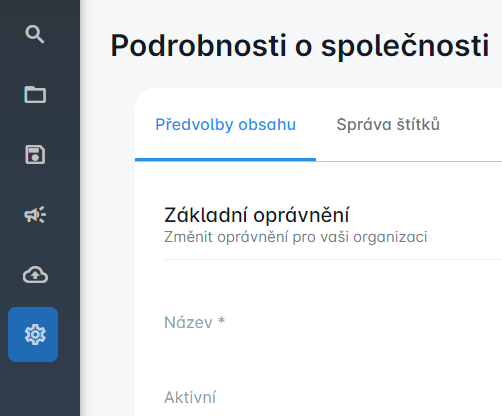 Podrobnosti o společnosti
Předvolby obsahu
Správa štítků
Základní oprávnění
Změnit oprávnění pro vaši organizaci
Název *
Aktivní